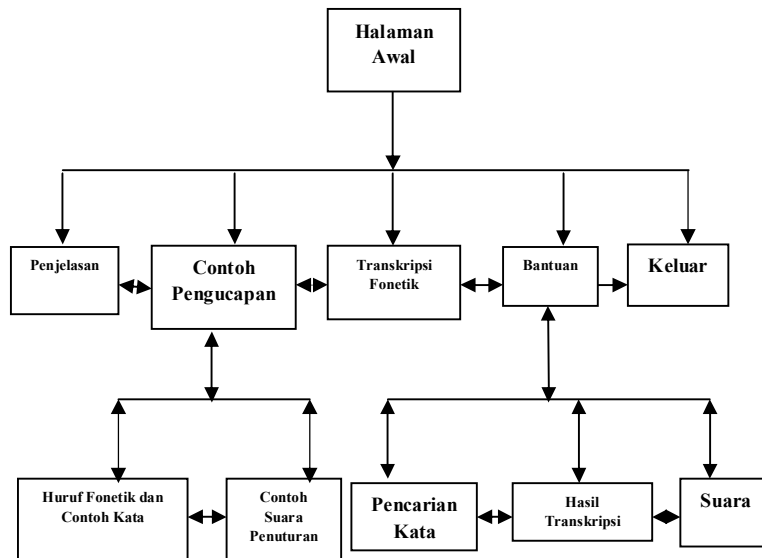 Halaman
Awal
Penjelasan
Contoh
Pengucapan
Transkripsi
Fonetik
Bantuan
Keluar
Huruf Fonetik dan
Contoh Kata
Contoh
Suara
Penuturan
Pencarian
Kata
Hasil
Transkripsi
Suara